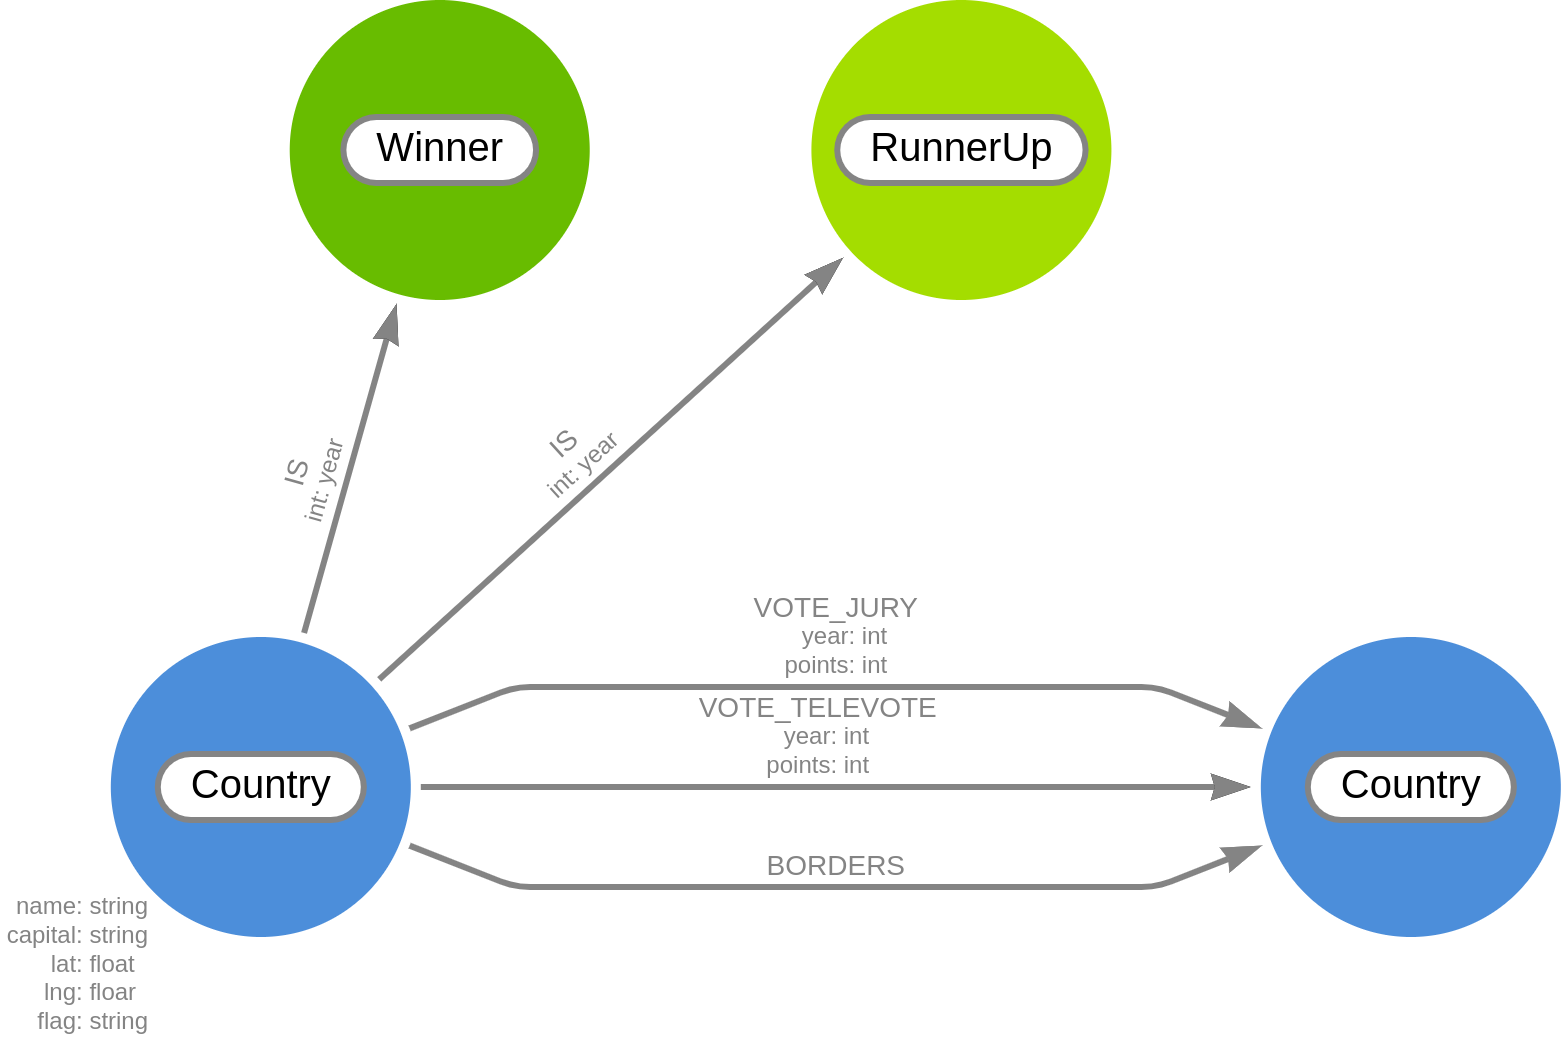 Winner
RunnerUp
IS
int: year
IS
int: year
VOTE_JURY
year: int
points: int
VOTE_TELEVOTE
year: int
points: int
Country
Country
BORDERS
name: string
capital: string
lat: float
lng: floar
flag: string